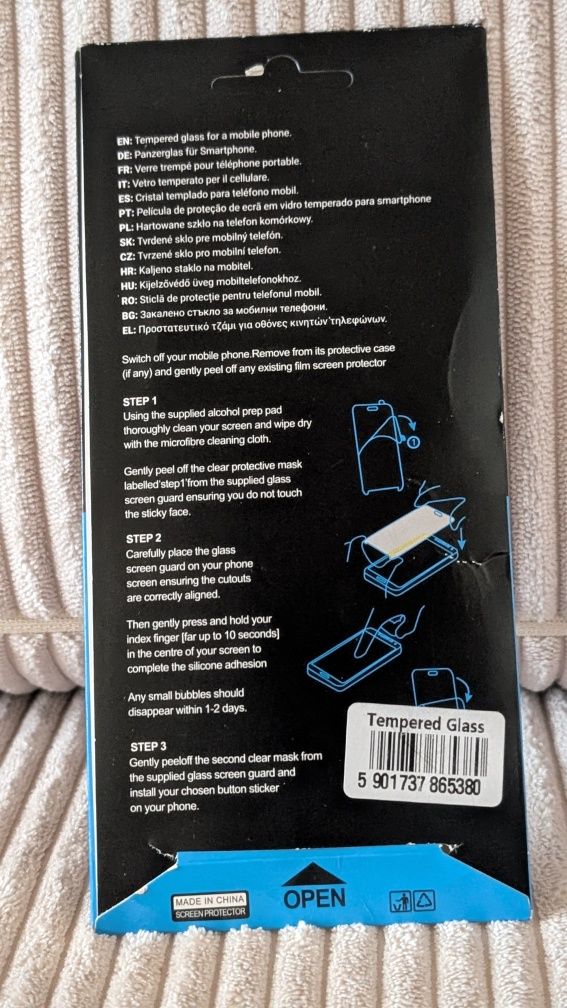 EN: Tempered glass for a mobile phone.
DE: Panzerglas für Smartphone.
FR: Verre trempé pour téléphone portable.
IT: Vetro temperato per il cellulare.
ES: Cristal templado para teléfono mobil.
PT: Película de proteção de ecrã em vidro temperado para smartphone
PL: Hartowane szkło na telefon komórkowy.
SK: Tvrdené sklo pre mobilný telefón.
CZ: Tvrzené sklo pro mobilní telefon.
HR: Kaljeno staklo na mobitel.
HU: Kijelzővédő üveg mobiltelefonokhoz.
RO: Sticlă de protecție pentru telefonul mobil.
BG: Закалено стъкло за мобилни телефони.
EL: Προστατευτικό τζάμι για οθόνες κινητών τηλεφώνων.
Switch off your mobile phone.Remove from its protective case
(if any) and gently peel off any existing film screen protector
STEP 1
Using the supplied alcohol prep pad
thoroughly clean your screen and wipe dry
with the microfibre cleaning cloth.
Gently peel off the clear protective mask
labelled'step1'from the supplied glass
screen guard ensuring you do not touch
the sticky face.
1
STEP 2
Carefully place the glass
screen guard on your phone
screen ensuring the cutouts
are correctly aligned.
Then gently press and hold your
index finger [far up to 10 seconds]
in the centre of your screen to
complete the silicone adhesion
Any small bubbles should
disappear within 1-2 days.
STEP 3
Gently peeloff the second clear mask from
the supplied glass screen guard and
install your chosen button sticker
on your phone.
Tempered Glass
5 901737 865380
MADE IN CHINA
SCREEN PROTECTOR
OPEN